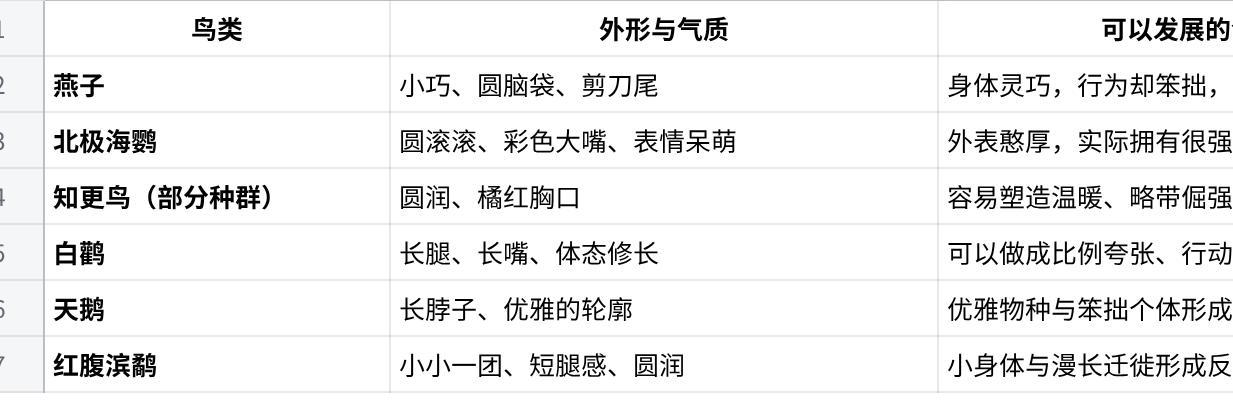 1 鸟类 外形与气质 可以发展的
2 燕子 小巧、圆脑袋、剪刀尾 身体灵巧，行为却笨拙，
3 北极海鹦 圆滚滚、彩色大嘴、表情呆萌 外表憨厚，实际拥有很强
4 知更鸟（部分种群） 圆润、橘红胸口 容易塑造温暖、略带倔强
5 白鹳 长腿、长嘴、体态修长 可以做成比例夸张、行动
6 天鹅 长脖子、优雅的轮廓 优雅物种与笨拙个体形成
7 红腹滨鹬 小小一团、短腿感、圆润 小身体与漫长迁徙形成反